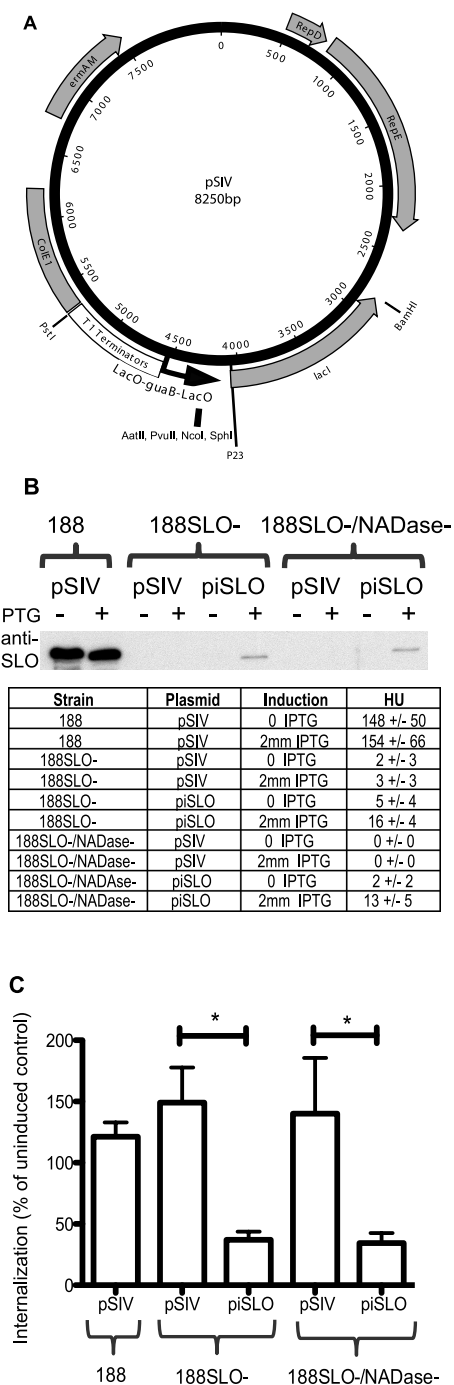 A
0
500
1000
1500
2000
2500
3000
3500
4000
4500
5000
5500
6000
6500
7000
7500
RepD
RepE
BamHI
lacI
P23
AatII, PvuII, NcoI, SphI
LacO-guaB-LacO
T1 Terminators
PstI
ColE1
ermAM
pSIV
8250bp
B
188 188SLO- 188SLO-/NADase-
pSIV pSIV piSLO pSIV piSLO
PTG - + - + - + - + - +
anti-
SLO
Strain Plasmid Induction HU
188 pSIV 0 IPTG 148 +/- 50
188 pSIV 2mm IPTG 154 +/- 66
188SLO- pSIV 0 IPTG 2 +/- 3
188SLO- pSIV 2mm IPTG 3 +/- 3
188SLO- piSLO 0 IPTG 5 +/- 4
188SLO- piSLO 2mm IPTG 16 +/- 4
188SLO-/NADase- pSIV 0 IPTG 0 +/- 0
188SLO-/NADase- pSIV 2mm IPTG 0 +/- 0
188SLO-/NADAse- piSLO 0 IPTG 2 +/- 2
188SLO-/NADase- piSLO 2mm IPTG 13 +/- 5
C
Internalization (% of uninduced control)
200
150
100
50
0
* *
pSIV pSIV piSLO pSIV piSLO
188 188SLO- 188SLO-/NADase-